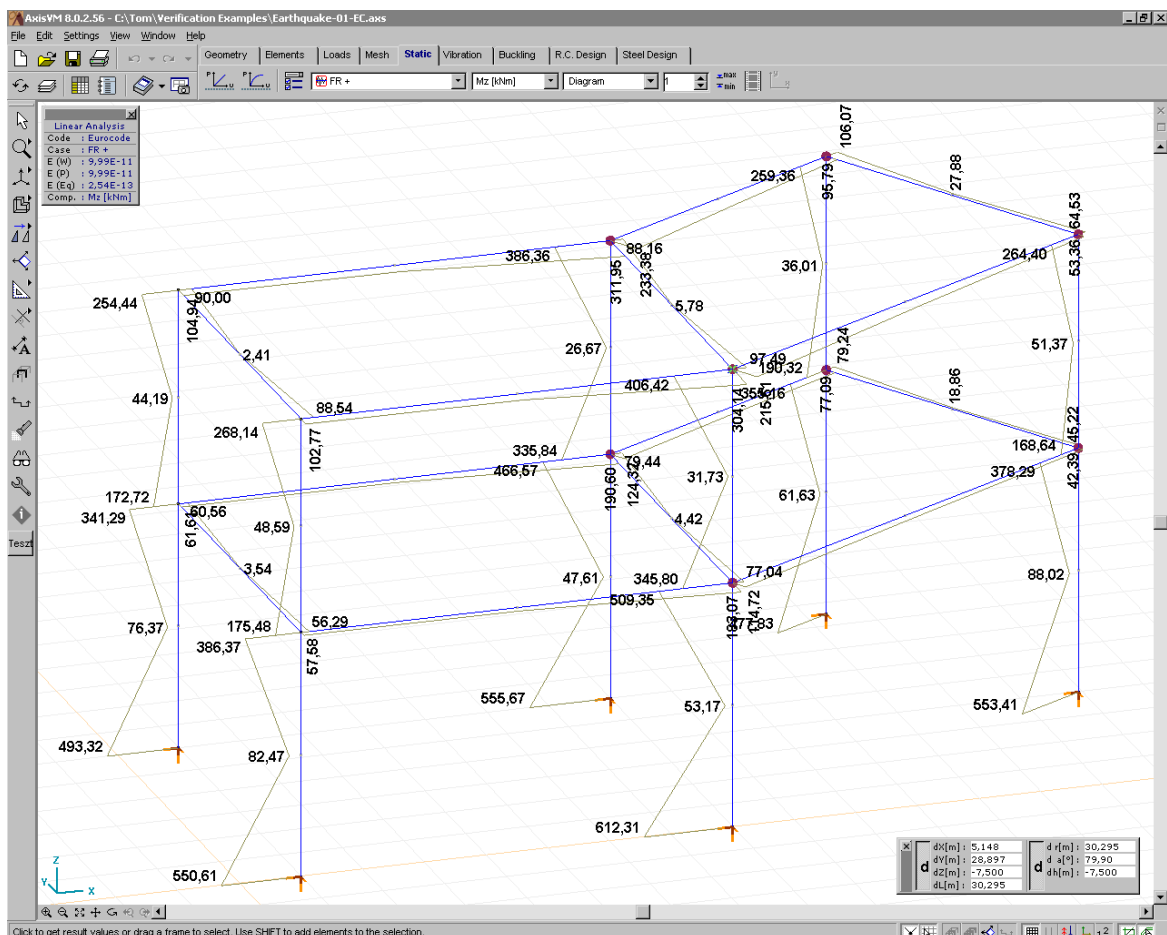 AxisVM 8.0.2.56 - C:\Tom\Verification Examples\Earthquake-01-EC.axs
File Edit Settings View Window Help
Geometry Elements Loads Mesh Static Vibration Buckling R.C. Design Steel Design
FR + Mz [kNm] Diagram 1
Linear Analysis
Code : Eurocode
Case : FR +
E (W) : 9,99E-11
E (P) : 9,99E-11
E (Eq) : 2,54E-13
Comp. : Mz [kNm]
106,07
259,36
95,79
27,88
64,53
386,36
88,16
311,95
233,38
36,01
264,40
53,36
254,44
90,00
104,94
5,78
26,67
2,41
97,49
190,32
79,24
51,37
44,19
406,42
304,14
77,09
18,86
88,54
268,14
102,77
335,84
466,57
79,44
190,60
124,32
168,64
45,22
378,29
42,39
172,72
341,29
60,56
61,61
48,59
31,73
61,63
4,42
3,54
47,61
345,80
77,04
88,02
509,35
76,37
175,48
56,29
386,37
57,58
555,67
53,17
553,41
493,32
82,47
612,31
550,61
Teszt
Z
Y
X
d
dX[m] : 5,148
dY[m] : 28,897
dZ[m] : -7,500
dL[m] : 30,295
d
d r[m] : 30,295
d a[°] : 79,90
dh[m] : -7,500
Click to get result values or drag a frame to select. Use SHIFT to add elements to the selection.